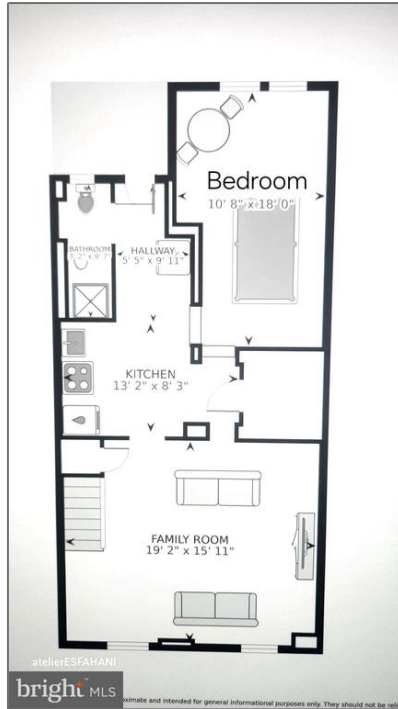 Bedroom
10' 8" x 18' 0"
HALLWAY
5' 5" x 9' 11"
BATHROOM
KITCHEN
13' 2" x 8' 3"
FAMILY ROOM
19' 2" x 15' 11"
atelierESFAHANI
bright MLS
ximate and intended for general informational purposes only. They should not be reli